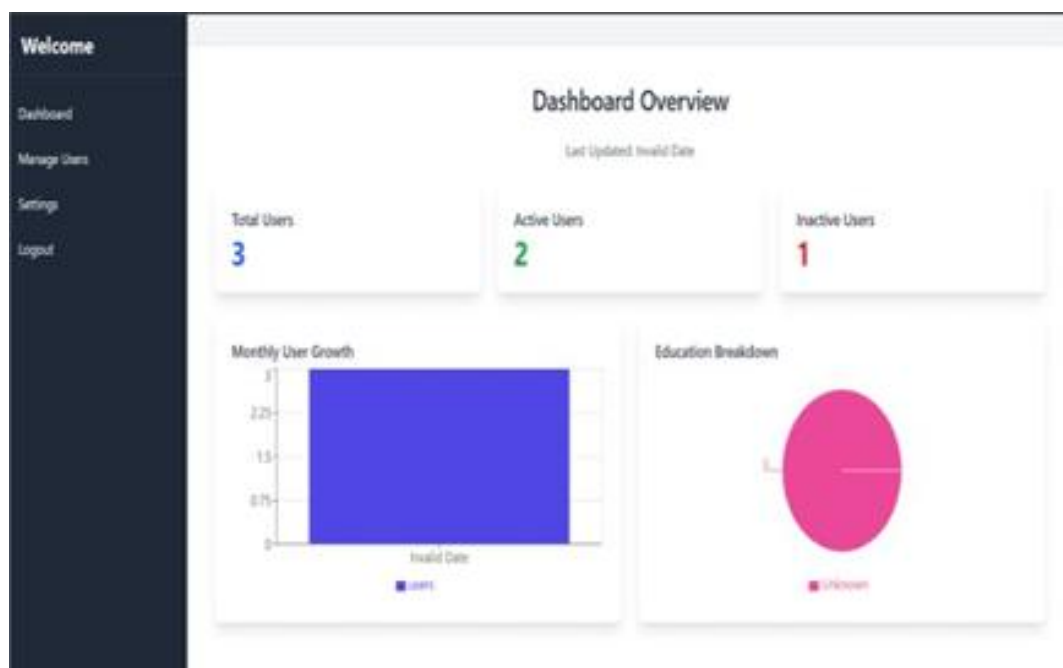 Welcome
Dashboard
Manage Users
Settings
Logout
Dashboard Overview
Last Updated: Invalid Date
Total Users
3
Active Users
2
Inactive Users
1
Monthly User Growth
3
2.25
1.5
0.75
0
Invalid Date
users
Education Breakdown
Unknown